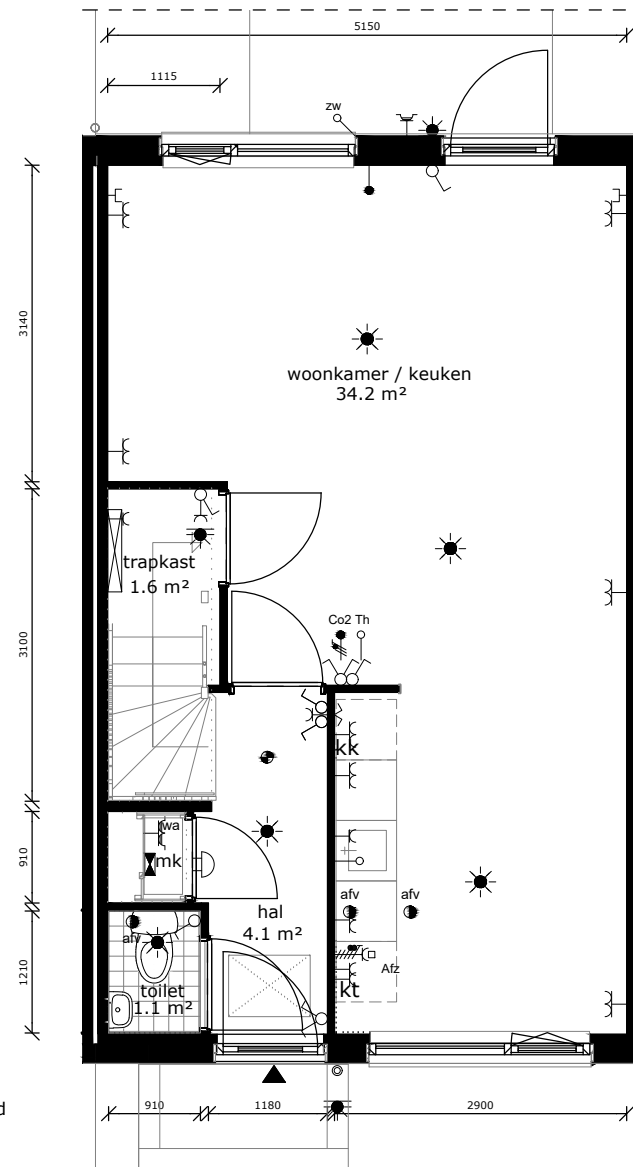 5150
1115
zw
3140
woonkamer / keuken
34.2 m²
trapkast
1.6 m²
3100
Co2 Th
kk
wa
mk
910
afv afv
hal
4.1 m²
afv
1210
Afz
toilet
1.1 m²
kt
d
910 1180 2900